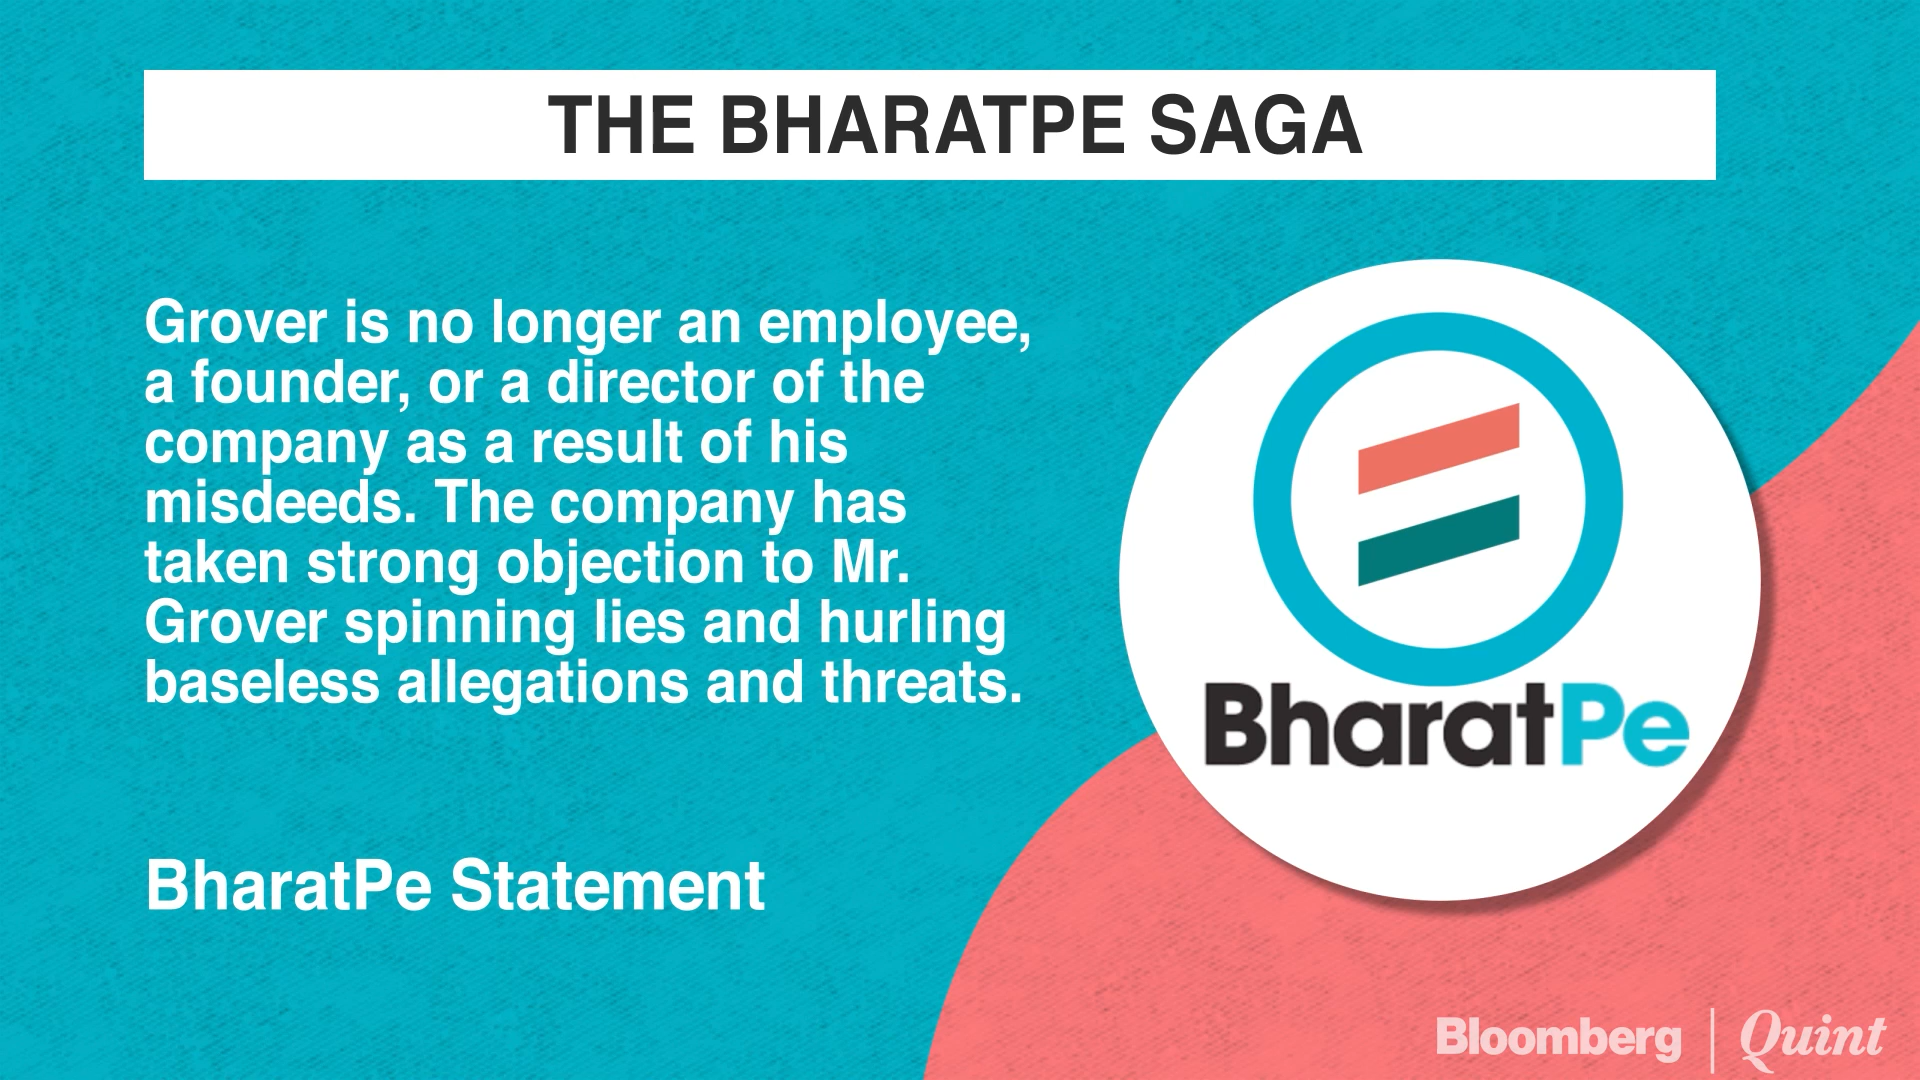 THE BHARATPE SAGA
Grover is no longer an employee,
a founder, or a director of the
company as a result of his
misdeeds. The company has
taken strong objection to Mr.
Grover spinning lies and hurling
baseless allegations and threats.
BharatPe Statement
BharatPe
Bloomberg | Quint